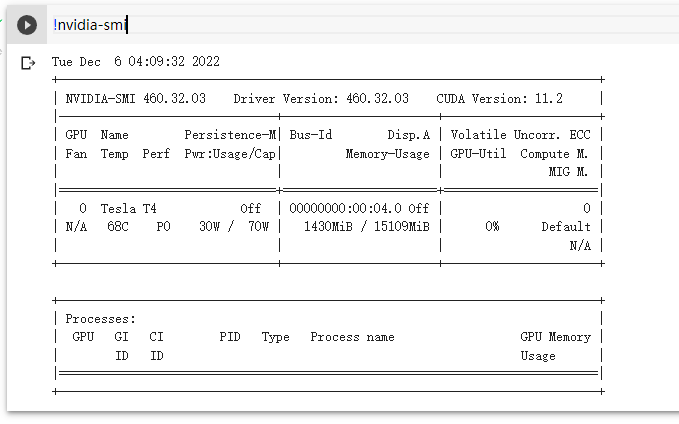 !nvidia-smi
Tue Dec  6 04:09:32 2022
NVIDIA-SMI 460.32.03    Driver Version: 460.32.03    CUDA Version: 11.2
GPU  Name        Persistence-M| Bus-Id        Disp.A | Volatile Uncorr. ECC
Fan  Temp  Perf  Pwr:Usage/Cap|         Memory-Usage | GPU-Util  Compute M.
MIG M.
0  Tesla T4            Off  | 00000000:00:04.0 Off |                    0
N/A   68C    P0    30W /  70W |   1430MiB / 15109MiB |      0%      Default
N/A
Processes:
GPU   GI   CI        PID   Type   Process name                  GPU Memory
ID   ID                                                   Usage